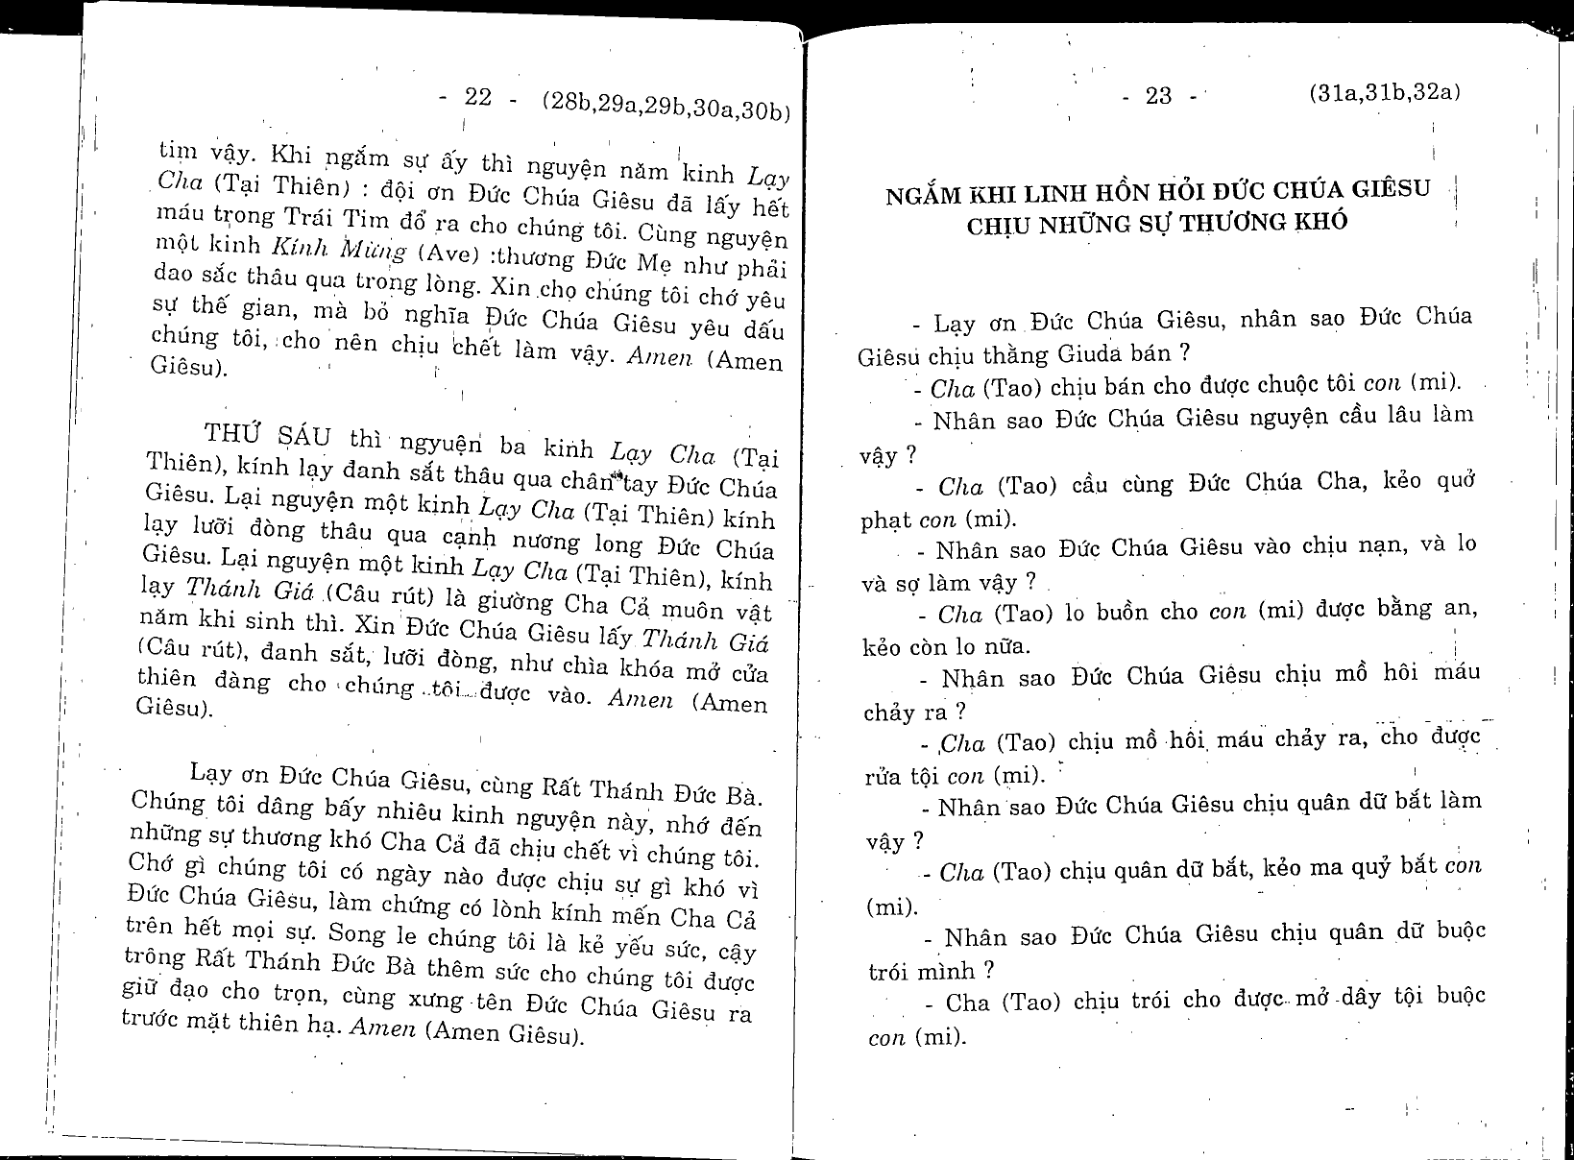 - 22 - (28b,29a,29b,30a,30b)
tim vậy. Khi ngắm sự ấy thì nguyện năm kinh Lạy
Cha (Tại Thiên) : đội ơn Đức Chúa Giêsu đã lấy hết
máu trong Trái Tim đổ ra cho chúng tôi. Cùng nguyện
một kinh Kính Mừng (Ave) :thương Đức Mẹ như phải
dao sắc thâu qua trong lòng. Xin cho chúng tôi chớ yêu
sự thế gian, mà bỏ nghĩa Đức Chúa Giêsu yêu dấu
chúng tôi, cho nên chịu chết làm vậy. Amen (Amen
Giêsu).
THỨ SÁU thì ngyuện ba kinh Lạy Cha (Tại
Thiên), kính lạy đanh sắt thâu qua chân tay Đức Chúa
Giêsu. Lại nguyện một kinh Lạy Cha (Tại Thiên) kính
lạy lưỡi đòng thâu qua cạnh nương long Đức Chúa
Giêsu. Lại nguyện một kinh Lạy Cha (Tại Thiên), kính
lạy Thánh Giá (Câu rút) là giường Cha Cả muôn vật
năm khi sinh thì. Xin Đức Chúa Giêsu lấy Thánh Giá
(Câu rút), đanh sắt, lưỡi đòng, như chìa khóa mở cửa
thiên đàng cho chúng tôi được vào. Amen (Amen
Giêsu).
Lạy ơn Đức Chúa Giêsu, cùng Rất Thánh Đức Bà.
Chúng tôi dâng bấy nhiêu kinh nguyện này, nhớ đến
những sự thương khó Cha Cả đã chịu chết vì chúng tôi.
Chớ gì chúng tôi có ngày nào được chịu sự gì khó vì
Đức Chúa Giêsu, làm chứng có lònh kính mến Cha Cả
trên hết mọi sự. Song le chúng tôi là kẻ yếu sức, cậy
trông Rất Thánh Đức Bà thêm sức cho chúng tôi được
giữ đạo cho trọn, cùng xưng tên Đức Chúa Giêsu ra
trước mặt thiên hạ. Amen (Amen Giêsu).
- 23 - (31a,31b,32a)
NGẮM KHI LINH HỒN HỎI ĐỨC CHÚA GIÊSU
CHỊU NHỮNG SỰ THƯƠNG KHÓ
- Lạy ơn Đức Chúa Giêsu, nhân sao Đức Chúa
Giêsu chịu thằng Giuda bán ?
- Cha (Tao) chịu bán cho được chuộc tôi con (mi).
- Nhân sao Đức Chúa Giêsu nguyện cầu lâu làm
vậy ?
- Cha (Tao) cầu cùng Đức Chúa Cha, kẻo quở
phạt con (mi).
- Nhân sao Đức Chúa Giêsu vào chịu nạn, và lo
và sợ làm vậy ?
- Cha (Tao) lo buồn cho con (mi) được bằng an,
kẻo còn lo nữa.
- Nhân sao Đức Chúa Giêsu chịu mồ hôi máu
chảy ra ?
- Cha (Tao) chịu mồ hôi máu chảy ra, cho được
rửa tội con (mi).
- Nhân sao Đức Chúa Giêsu chịu quân dữ bắt làm
vậy ?
- Cha (Tao) chịu quân dữ bắt, kẻo ma quỷ bắt con
(mi).
- Nhân sao Đức Chúa Giêsu chịu quân dữ buộc
trói mình ?
- Cha (Tao) chịu trói cho được mở dây tội buộc
con (mi).